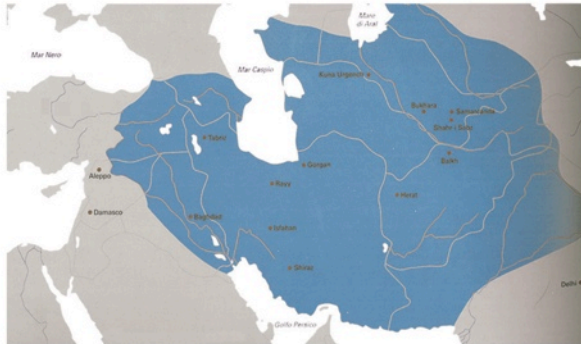 Mare
di Aral
Mar Nero
Mar Caspio
Kuna Urgench
Bukhara
Samarcanda
Shahr-i Sabz
Tabriz
Balkh
Gorgan
Aleppo
Rayy
Herat
Damasco
Baghdad
Isfahan
Shiraz
Delhi
Golfo Persico